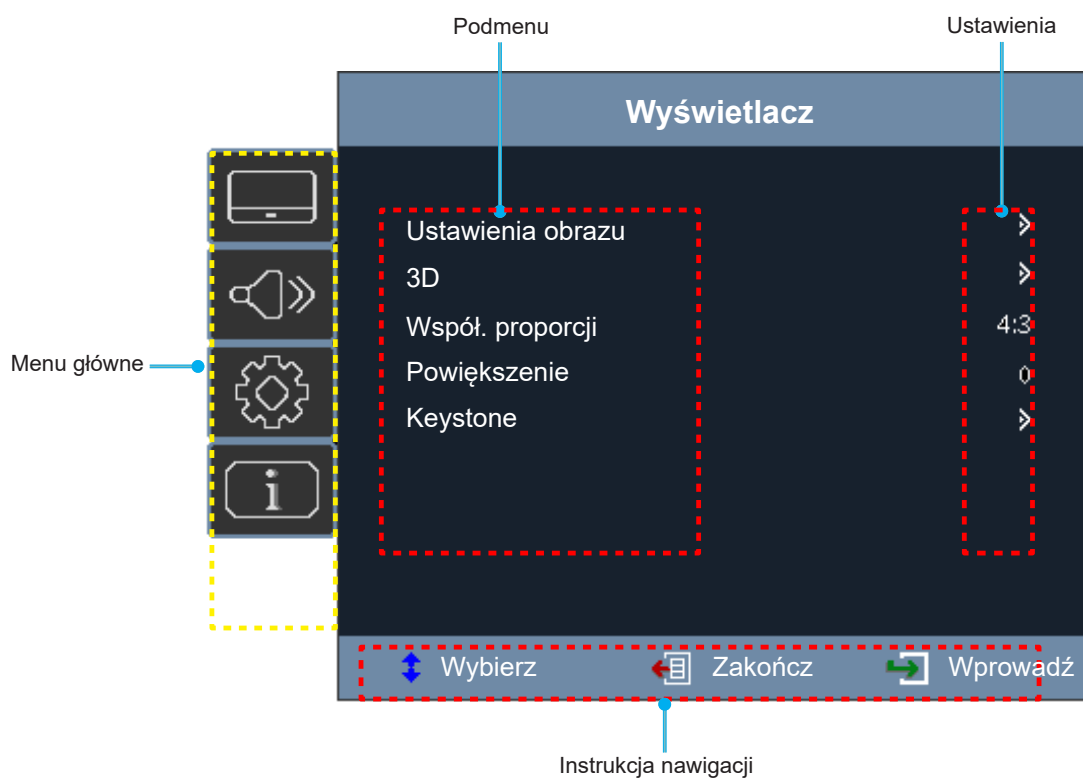 Podmenu
Ustawienia
Wyświetlacz
Ustawienia obrazu
3D
Współ. proporcji 4:3
Powiększenie 0
Keystone
Menu główne
i
Wybierz Zakończ Wprowadź
Instrukcja nawigacji